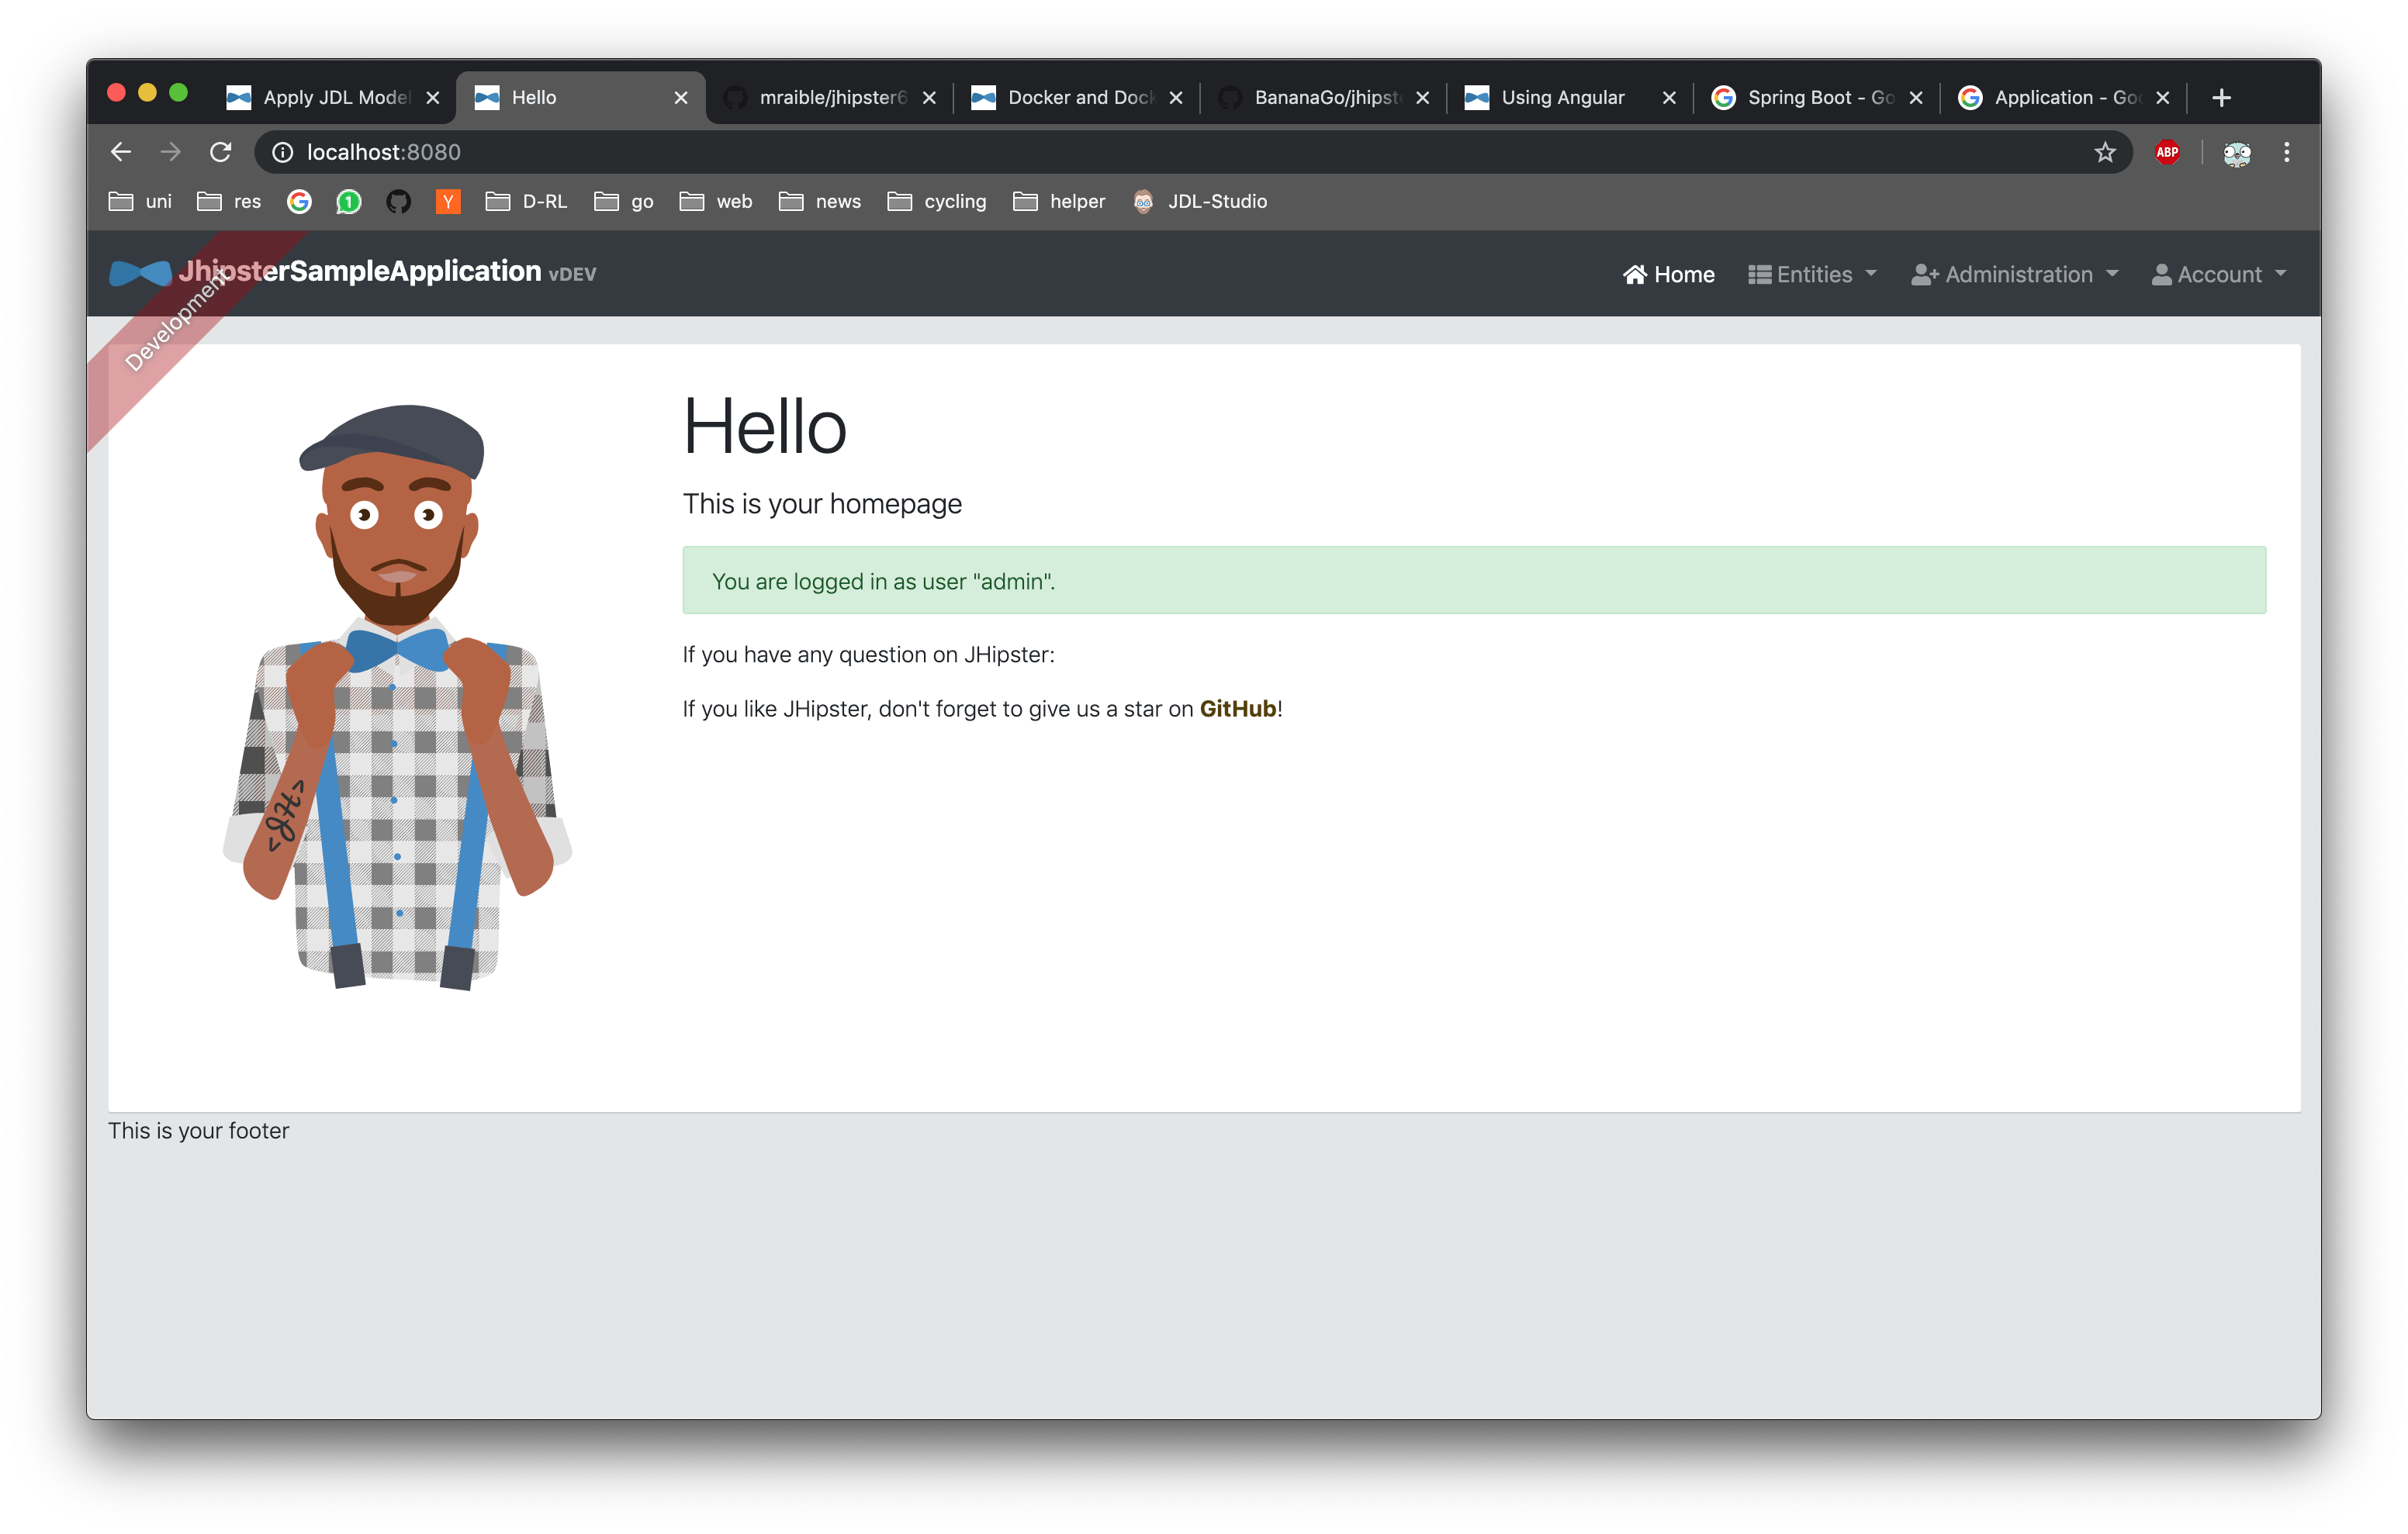 Apply JDL Model
Hello
mraible/jhipster6
Docker and Dock
BananaGo/jhipst
Using Angular
Spring Boot - Go
Application - Goo
localhost:8080
ABP
uni
res
1
Y
D-RL
go
web
news
cycling
helper
JDL-Studio
JhipsterSampleApplication vDEV
Home
Entities
Administration
Account
Development
Hello
This is your homepage
You are logged in as user "admin".
If you have any question on JHipster:
If you like JHipster, don't forget to give us a star on GitHub!
<JH>
This is your footer